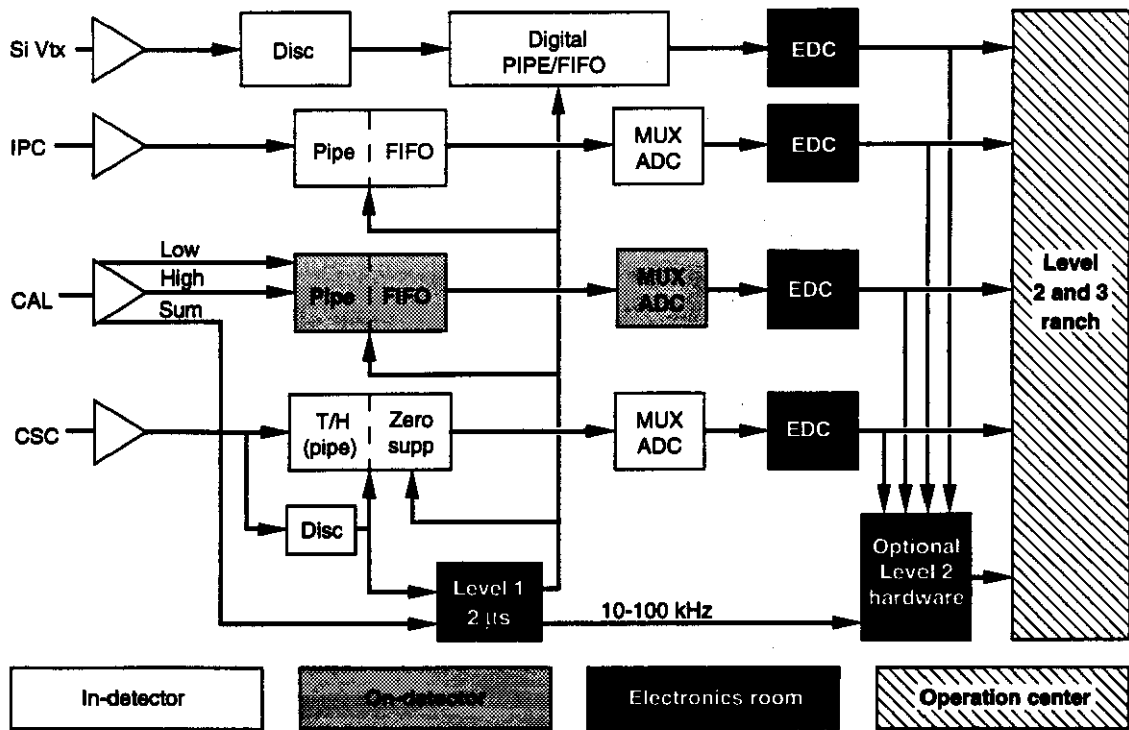 Si Vtx
Disc
Digital
PIPE/FIFO
EDC
IPC
Pipe
FIFO
MUX
ADC
EDC
Low
High
Sum
CAL
Pipe
FIFO
MUX
ADC
EDC
Level
2 and 3
ranch
CSC
T/H
(pipe)
Zero
supp
MUX
ADC
EDC
Disc
Level 1
2 μs
10-100 kHz
Optional
Level 2
hardware
In-detector
On-detector
Electronics room
Operation center